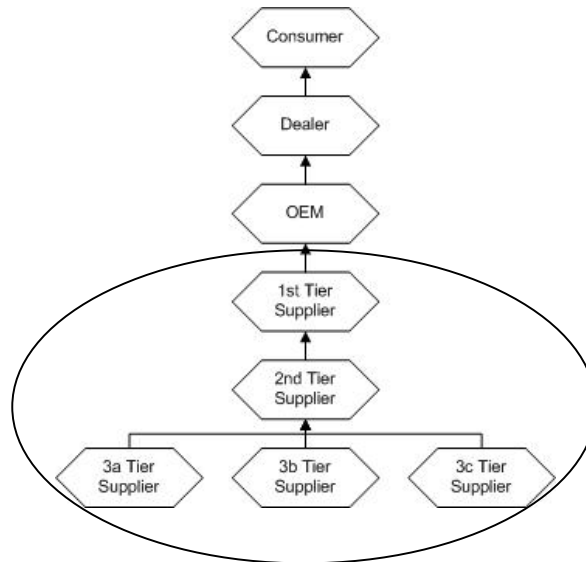 Consumer
Dealer
OEM
1st Tier
Supplier
2nd Tier
Supplier
3a Tier
Supplier
3b Tier
Supplier
3c Tier
Supplier